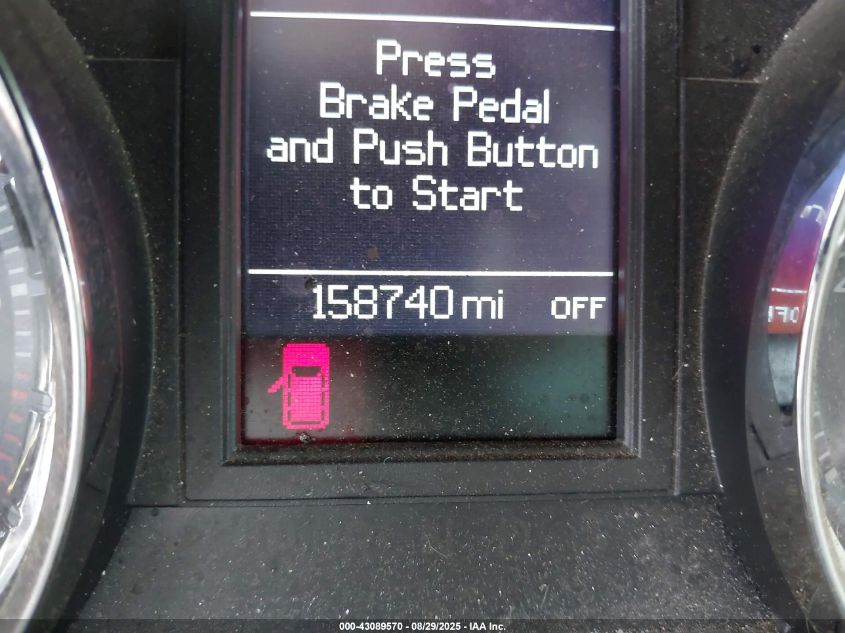 Press
Brake Pedal
and Push Button
to Start
158740 mi OFF
000-43089570 - 08/29/2025 - IAA Inc.